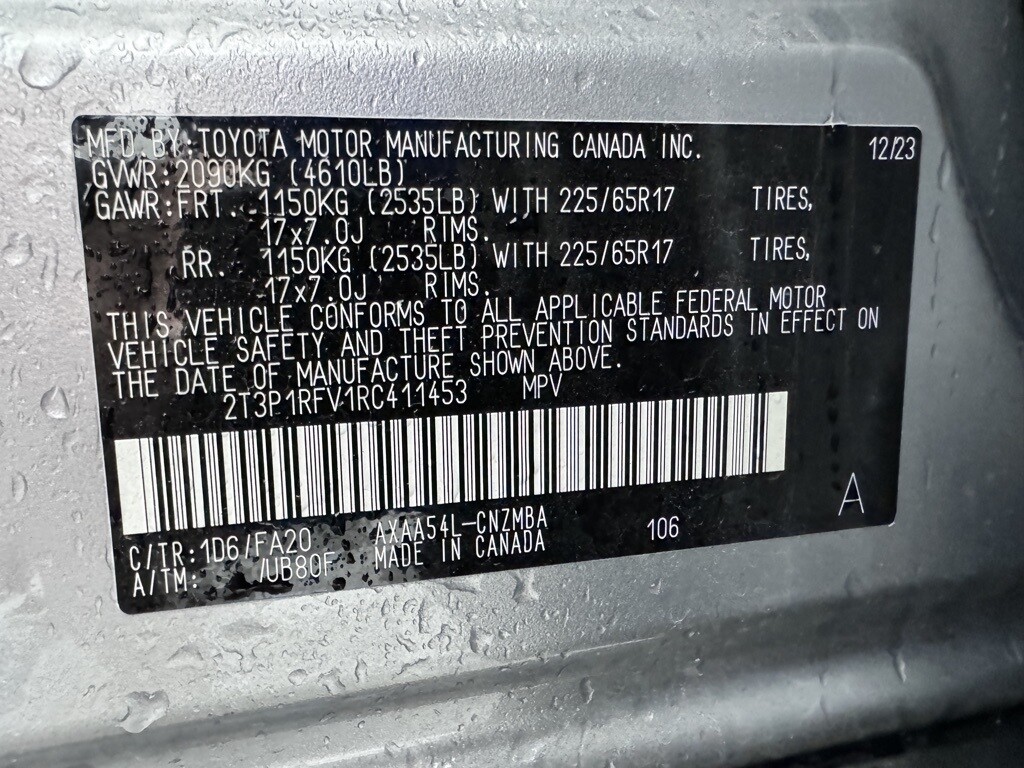 MFD BY: TOYOTA MOTOR MANUFACTURING CANADA INC. 12/23
GVWR: 2090KG (4610LB)
GAWR: FRT. 1150KG (2535LB) WITH 225/65R17 TIRES,
17x7.0J RIMS.
RR. 1150KG (2535LB) WITH 225/65R17 TIRES,
17x7.0J RIMS.
THIS VEHICLE CONFORMS TO ALL APPLICABLE FEDERAL MOTOR
VEHICLE SAFETY AND THEFT PREVENTION STANDARDS IN EFFECT ON
THE DATE OF MANUFACTURE SHOWN ABOVE.
2T3P1RFV1RC411453 MPV
C/TR: 1D6/FA20 AXAA54L-CNZMBA 106 A
A/TM: /UB80F MADE IN CANADA